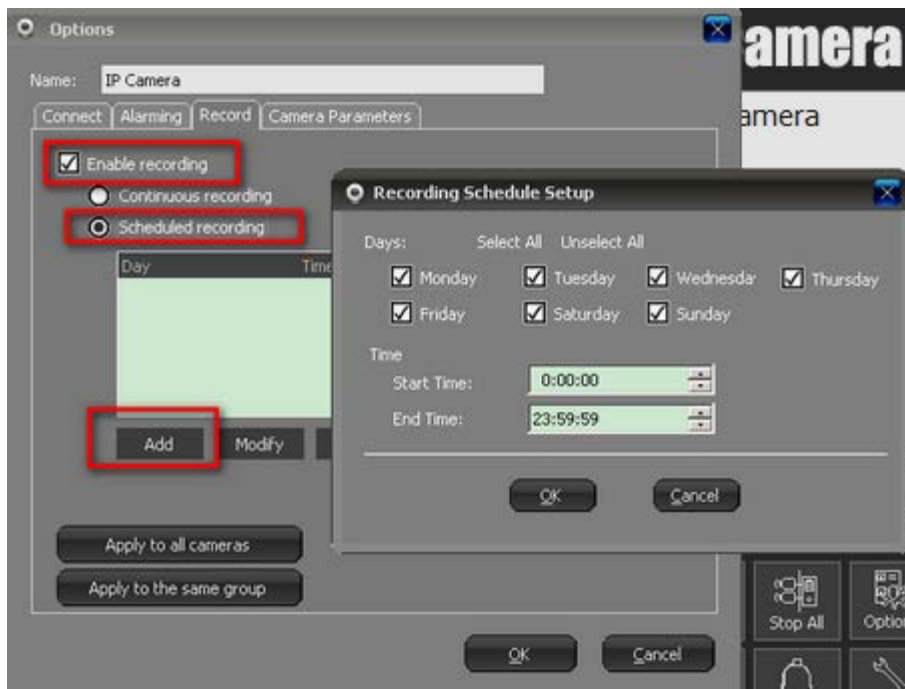 Options
amera
Name: IP Camera
Connect Alarming Record Camera Parameters
amera
Enable recording
Continuous recording
Scheduled recording
Day Time
Add Modify
Apply to all cameras
Apply to the same group
OK Cancel
Recording Schedule Setup
Days: Select All Unselect All
Monday Tuesday Wednesday Thursday
Friday Saturday Sunday
Time
Start Time: 0:00:00
End Time: 23:59:59
OK Cancel
Stop All Option